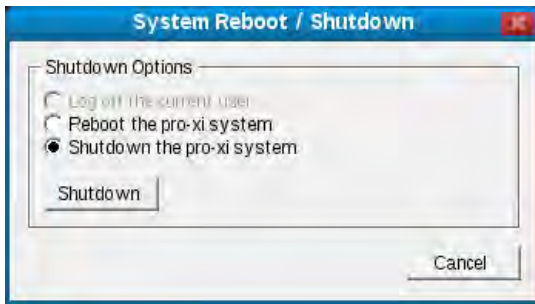 System Reboot / Shutdown
Shutdown Options
Log off the current user
Reboot the pro-xi system
Shutdown the pro-xi system
Shutdown
Cancel